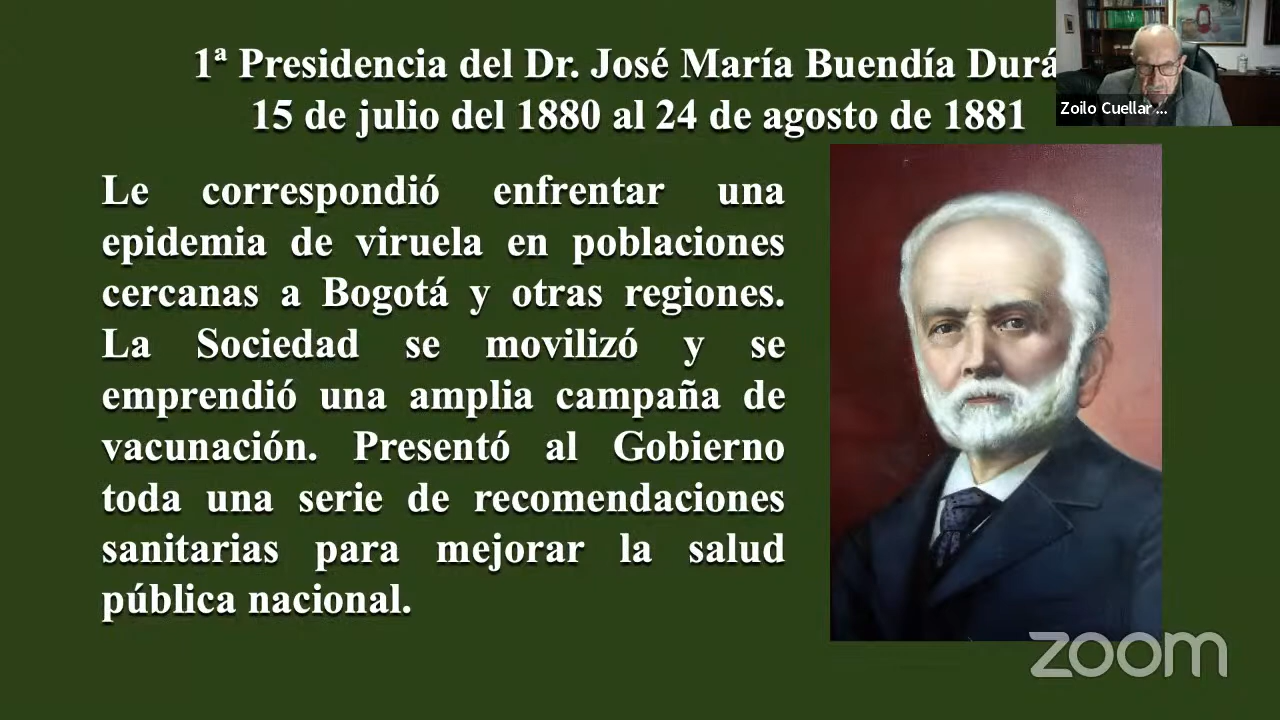 1ª Presidencia del Dr. José María Buendía Durá
15 de julio del 1880 al 24 de agosto de 1881
Zoilo Cuellar ...
Le correspondió enfrentar una
epidemia de viruela en poblaciones
cercanas a Bogotá y otras regiones.
La Sociedad se movilizó y se
emprendió una amplia campaña de
vacunación. Presentó al Gobierno
toda una serie de recomendaciones
sanitarias para mejorar la salud
pública nacional.
zoom